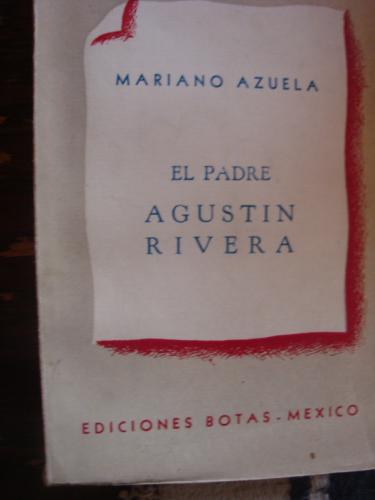 MARIANO AZUELA
EL PADRE
AGUSTIN
RIVERA
EDICIONES BOTAS - MEXICO